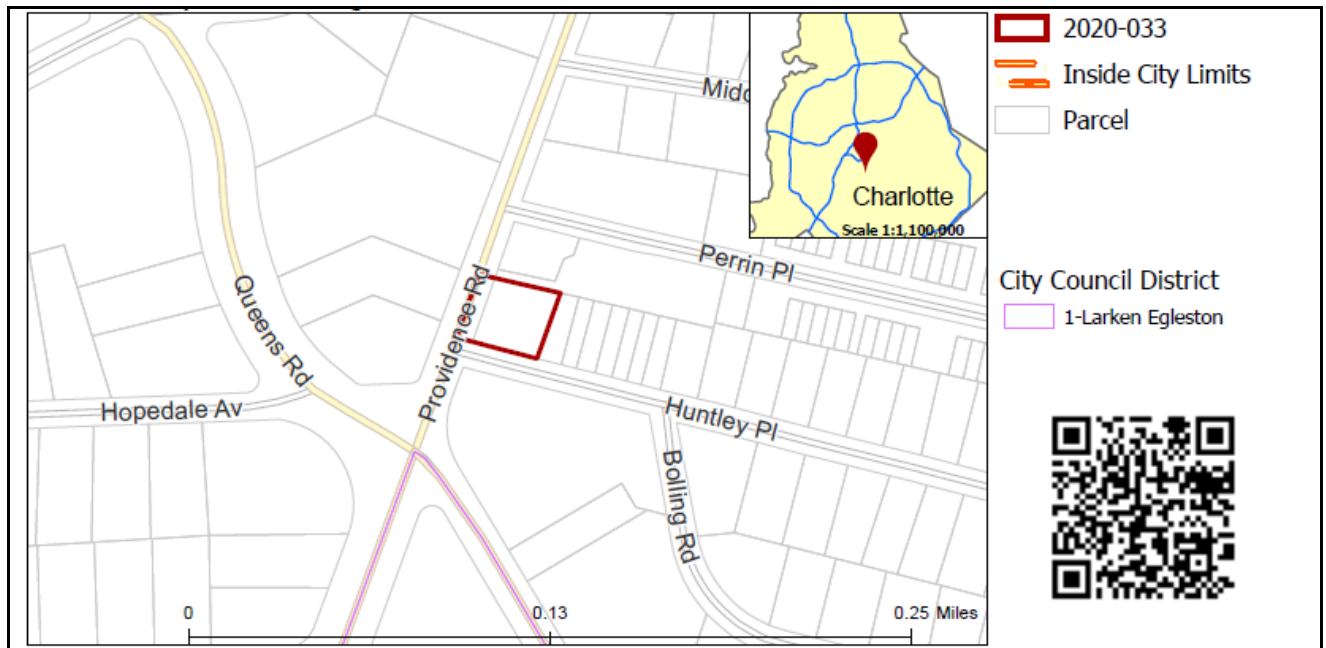 2020-033
Inside City Limits
Parcel
City Council District
1-Larken Egleston
Charlotte
Scale 1:1,100,000
Perrin Pl
Providence Rd
Queens Rd
Hopedale Av
Huntley Pl
Bolling Rd
0
0.13
0.25 Miles